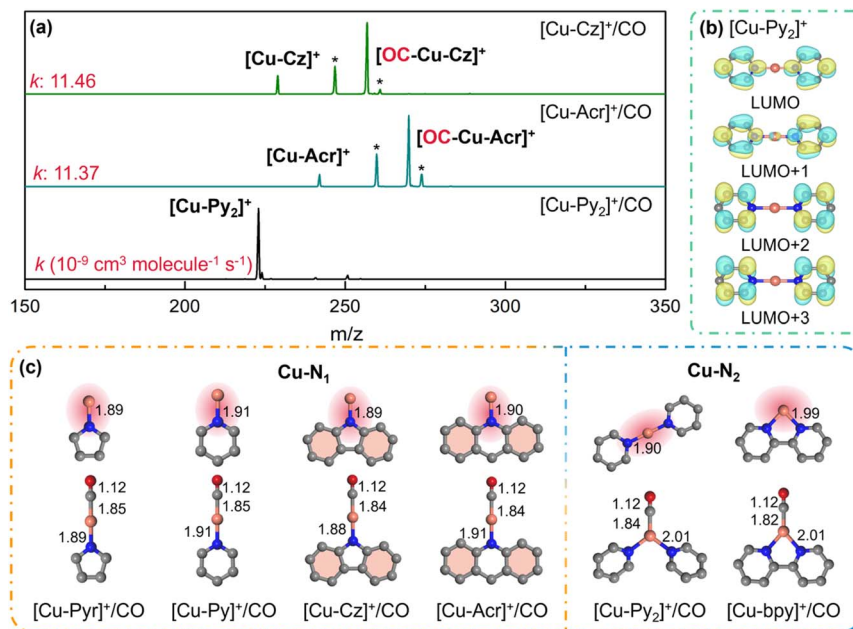 (a)
[Cu-Cz]⁺/CO
[Cu-Cz]⁺
*
[OC-Cu-Cz]⁺
*
k: 11.46
[Cu-Acr]⁺/CO
[Cu-Acr]⁺
*
[OC-Cu-Acr]⁺
*
k: 11.37
[Cu-Py₂]⁺
[Cu-Py₂]⁺/CO
k (10⁻⁹ cm³ molecule⁻¹ s⁻¹)
150 200 250 300 350
m/z
(b) [Cu-Py₂]⁺
LUMO
LUMO+1
LUMO+2
LUMO+3
(c)
Cu-N₁
1.89 1.91 1.89 1.90
1.12 1.12 1.12 1.12
1.85 1.85 1.84 1.84
1.89 1.91 1.88 1.91
[Cu-Pyr]⁺/CO [Cu-Py]⁺/CO [Cu-Cz]⁺/CO [Cu-Acr]⁺/CO
Cu-N₂
1.90 1.99
1.12 1.12
1.84 1.82
2.01 2.01
[Cu-Py₂]⁺/CO [Cu-bpy]⁺/CO